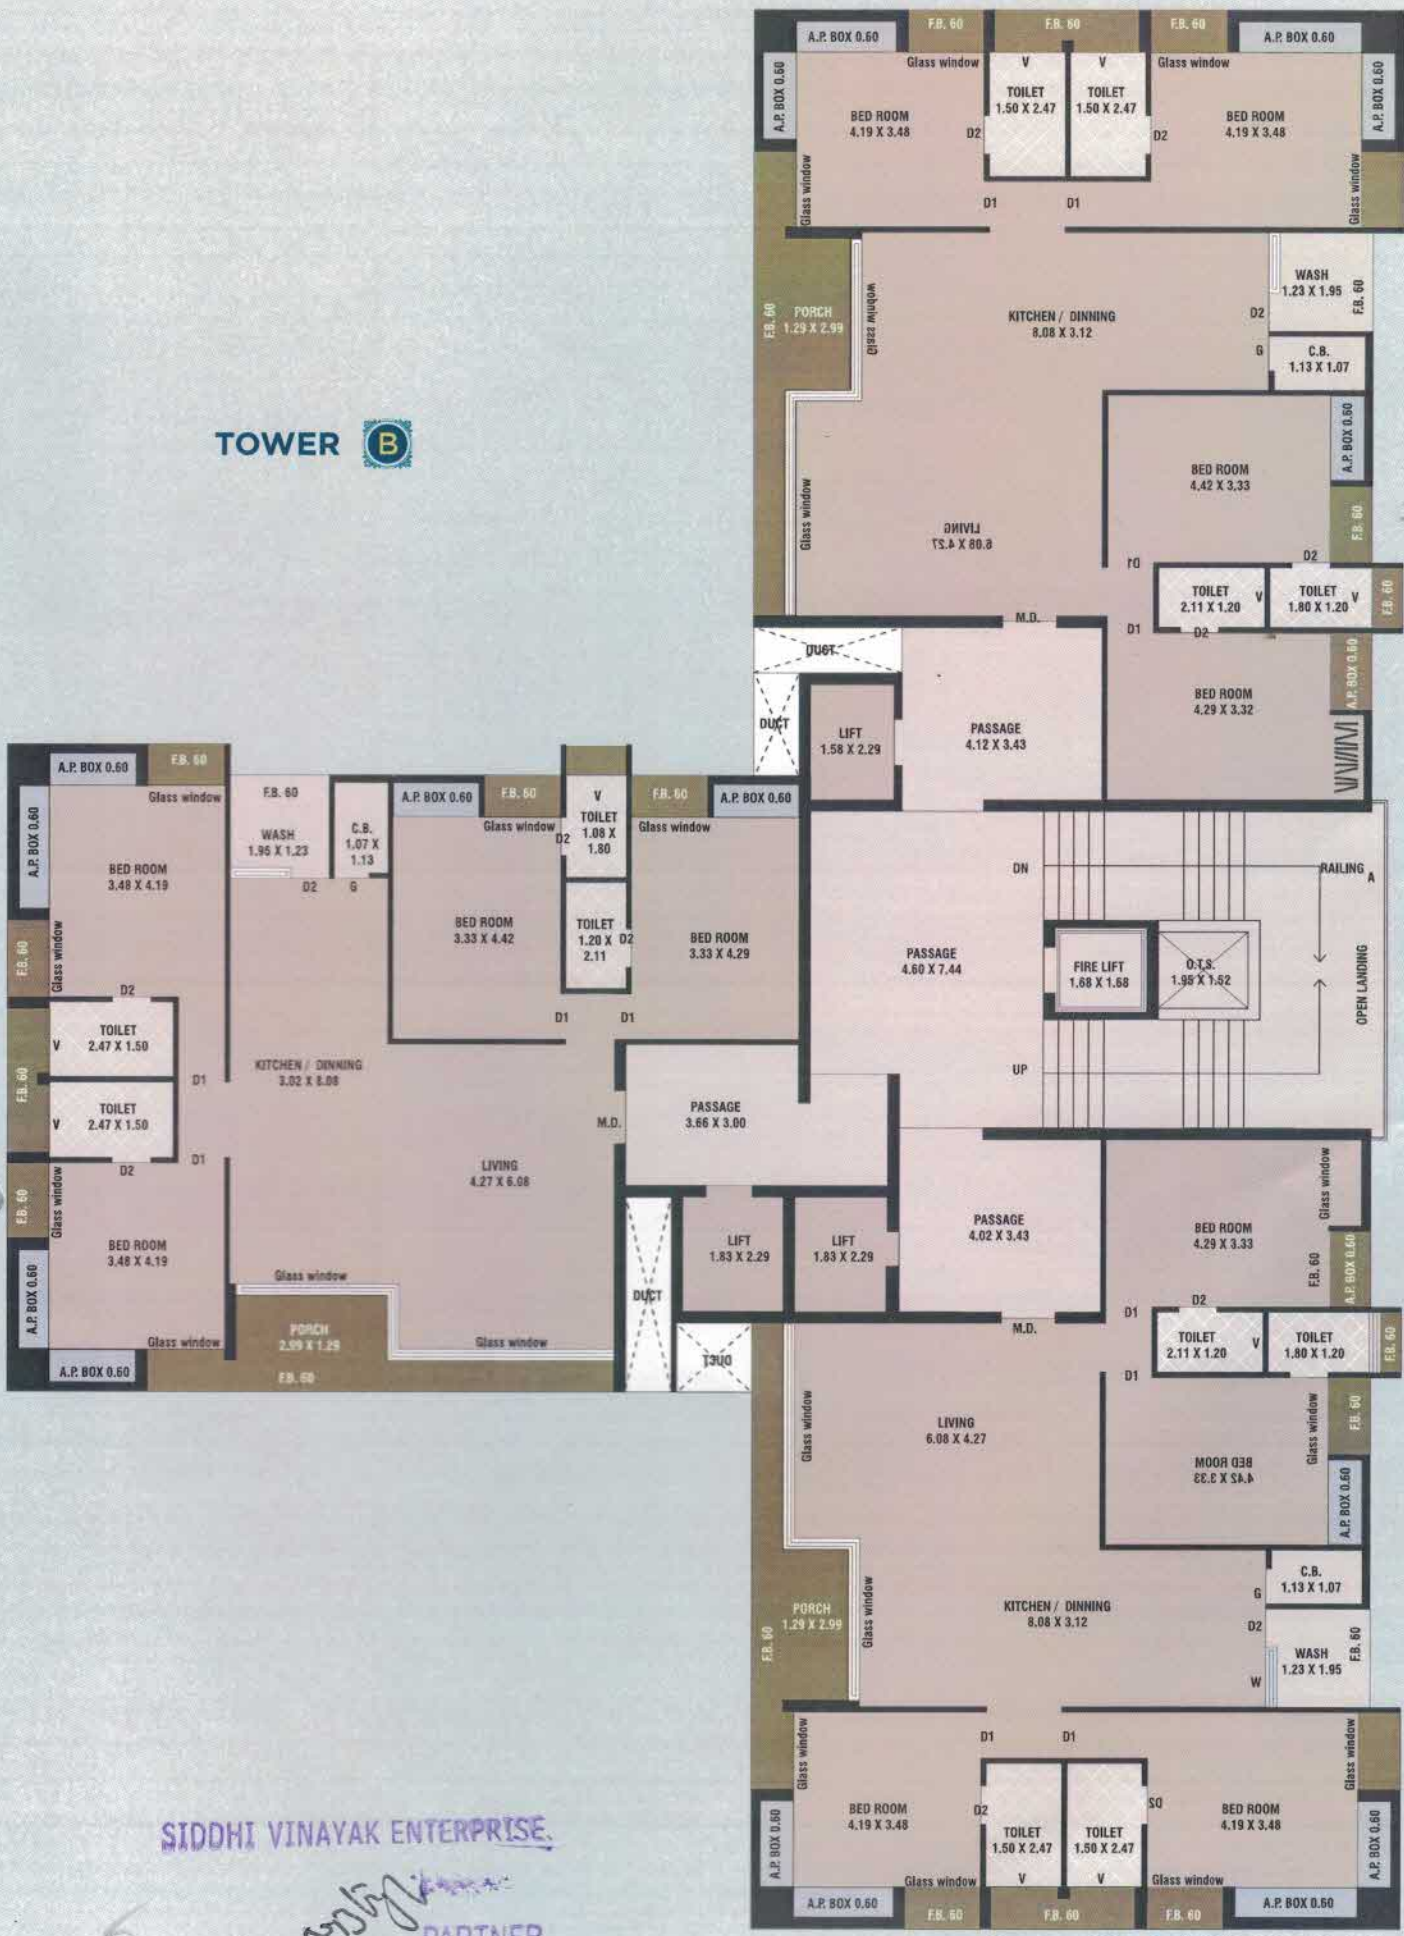 F.B. 60
F.B. 60
F.B. 60
A.P. BOX 0.60
A.P. BOX 0.60
Glass window
V
V
Glass window
A.P. BOX 0.60
A.P. BOX 0.60
TOILET
1.50 X 2.47
TOILET
1.50 X 2.47
BED ROOM
4.19 X 3.48
BED ROOM
4.19 X 3.48
D2
D2
Glass window
Glass window
D1
D1
WASH
1.23 X 1.95
F.B. 60
F.B. 60
PORCH
1.29 X 2.99
Glass window
KITCHEN / DINNING
8.08 X 3.12
D2
G
C.B.
1.13 X 1.07
TOWER B
A.P. BOX 0.60
BED ROOM
4.42 X 3.33
Glass window
F.B. 60
LIVING
6.08 X 4.27
D1
D2
TOILET
2.11 X 1.20
V
TOILET
1.80 X 1.20
V
F.B. 60
M.D.
D1
D2
DUCT
A.P. BOX 0.60
BED ROOM
4.29 X 3.32
DUCT
LIFT
1.58 X 2.29
PASSAGE
4.12 X 3.43
A.P. BOX 0.60
F.B. 60
Glass window
A.P. BOX 0.60
F.B. 60
WASH
1.95 X 1.23
C.B.
1.07 X
1.13
D2
G
A.P. BOX 0.60
F.B. 60
Glass window
V
TOILET
1.08 X
1.80
D2
F.B. 60
A.P. BOX 0.60
Glass window
BED ROOM
3.48 X 4.19
BED ROOM
3.33 X 4.42
TOILET
1.20 X
2.11
D2
BED ROOM
3.33 X 4.29
DN
RAILING
A
PASSAGE
4.60 X 7.44
FIRE LIFT
1.68 X 1.68
O.T.S.
1.95 X 1.52
OPEN LANDING
UP
F.B. 60
Glass window
D2
TOILET
2.47 X 1.50
V
D1
D1
F.B. 60
KITCHEN / DINNING
3.02 X 8.08
D1
TOILET
2.47 X 1.50
V
D1
D2
M.D.
PASSAGE
3.66 X 3.00
F.B. 60
Glass window
LIVING
4.27 X 6.08
BED ROOM
3.48 X 4.19
A.P. BOX 0.60
Glass window
Glass window
A.P. BOX 0.60
PORCH
2.99 X 1.29
F.B. 60
Glass window
DUCT
LIFT
1.83 X 2.29
LIFT
1.83 X 2.29
DUCT
PASSAGE
4.02 X 3.43
BED ROOM
4.29 X 3.33
Glass window
F.B. 60
A.P. BOX 0.60
M.D.
D1
D2
TOILET
2.11 X 1.20
V
TOILET
1.80 X 1.20
F.B. 60
D1
Glass window
LIVING
6.08 X 4.27
Glass window
F.B. 60
BED ROOM
4.42 X 3.33
A.P. BOX 0.60
F.B. 60
PORCH
1.29 X 2.99
Glass window
KITCHEN / DINNING
8.08 X 3.12
G
C.B.
1.13 X 1.07
D2
WASH
1.23 X 1.95
F.B. 60
W
Glass window
D1
D1
Glass window
BED ROOM
4.19 X 3.48
D2
TOILET
1.50 X 2.47
V
TOILET
1.50 X 2.47
V
D2
BED ROOM
4.19 X 3.48
A.P. BOX 0.60
A.P. BOX 0.60
Glass window
Glass window
A.P. BOX 0.60
F.B. 60
F.B. 60
F.B. 60
A.P. BOX 0.60
SIDDHI VINAYAK ENTERPRISE.
PARTNER